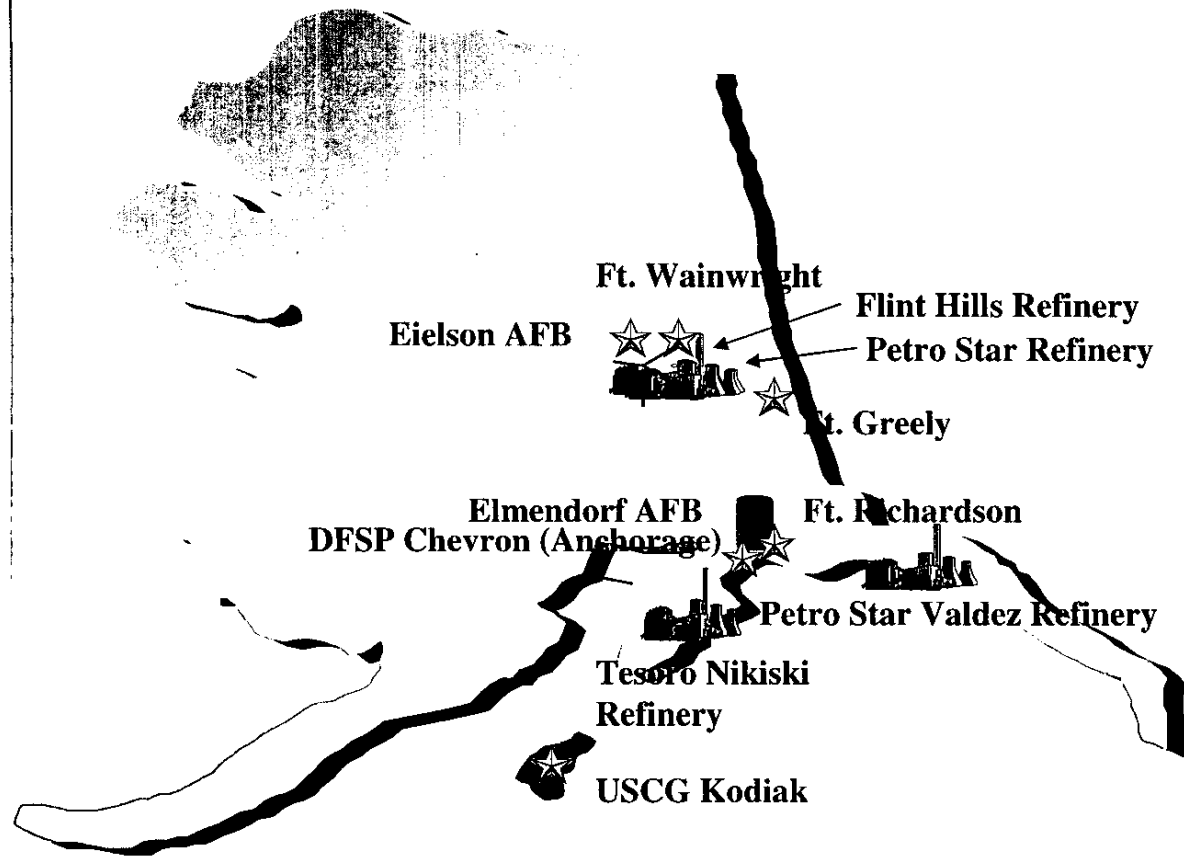 Ft. Wainwright
Flint Hills Refinery
Eielson AFB
Petro Star Refinery
Ft. Greely
Elmendorf AFB
Ft. Richardson
DFSP Chevron (Anchorage)
Petro Star Valdez Refinery
Tesoro Nikiski
Refinery
USCG Kodiak